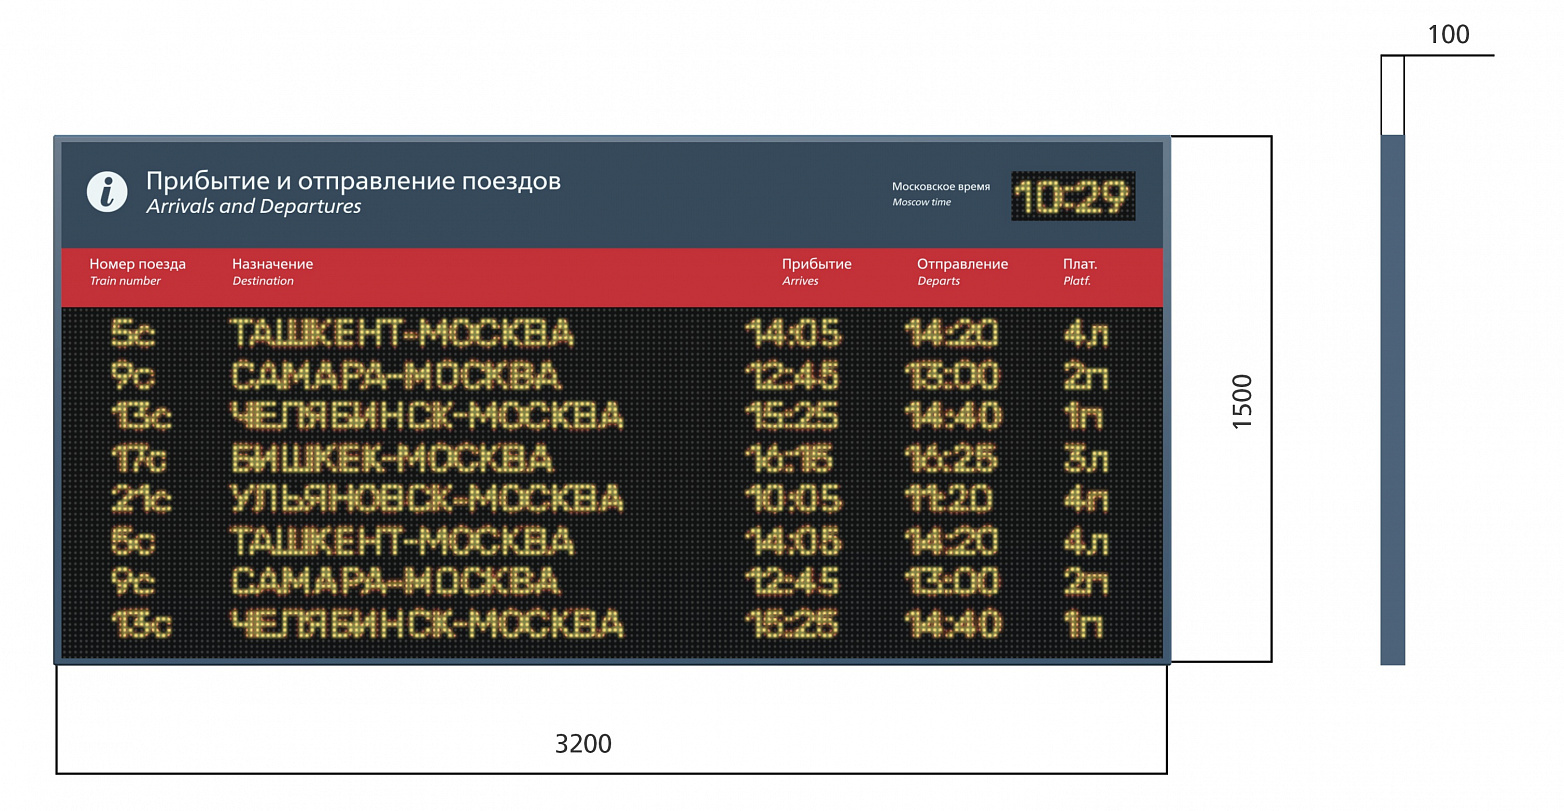 100
Прибытие и отправление поездов
Arrivals and Departures
Московское время
Moscow time
10:29
Номер поезда Назначение Прибытие Отправление Плат.
Train number Destination Arrives Departs Platf.
5с ТАШКЕНТ-МОСКВА 14:05 14:20 4л
9с САМАРА-МОСКВА 12:45 13:00 2п
13с ЧЕЛЯБИНСК-МОСКВА 15:25 14:40 1п
17с БИШКЕК-МОСКВА 16:15 16:25 3л
21с УЛЬЯНОВСК-МОСКВА 10:05 11:20 4п
5с ТАШКЕНТ-МОСКВА 14:05 14:20 4л
9с САМАРА-МОСКВА 12:45 13:00 2п
13с ЧЕЛЯБИНСК-МОСКВА 15:25 14:40 1п
1500
3200